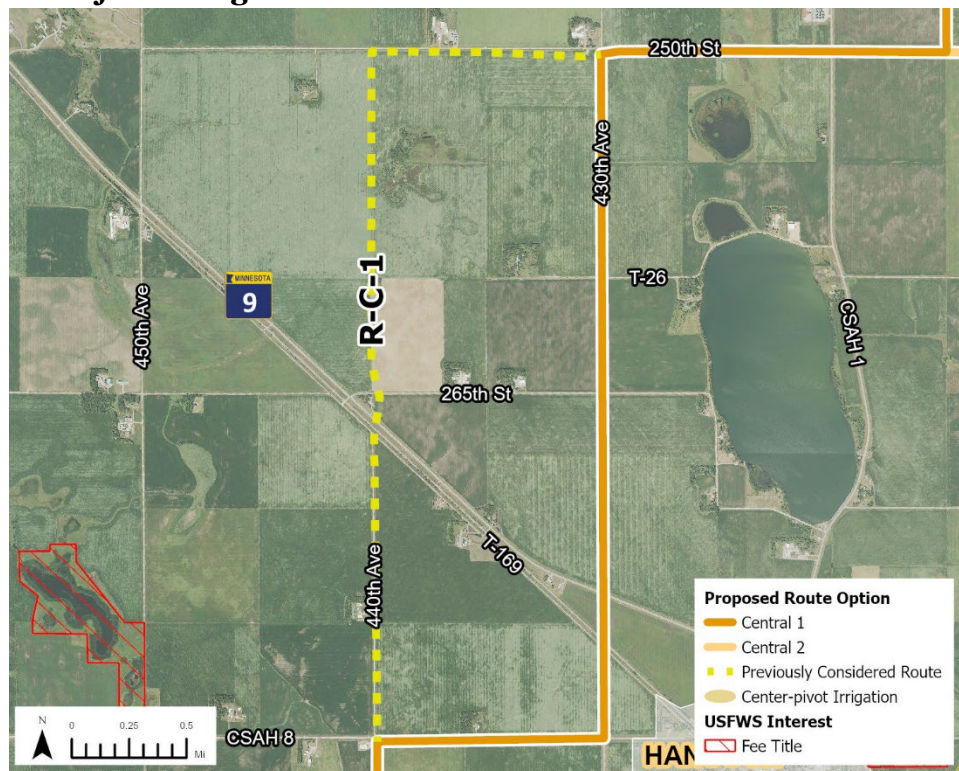 250th St
430th Ave
T-26
CSAH 1
MINNESOTA
9
450th Ave
R-C-1
265th St
440th Ave
T-169
CSAH 8
N
0 0.25 0.5
Mi
Proposed Route Option
Central 1
Central 2
Previously Considered Route
Center-pivot Irrigation
USFWS Interest
Fee Title